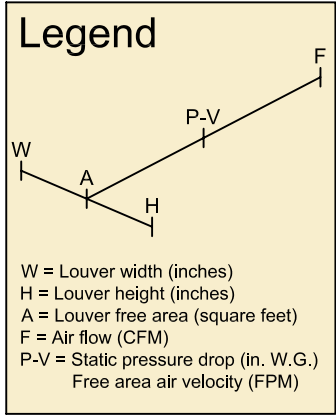 Legend
F
P-V
W
A
H
W = Louver width (inches)
H = Louver height (inches)
A = Louver free area (square feet)
F = Air flow (CFM)
P-V = Static pressure drop (in. W.G.)
Free area air velocity (FPM)